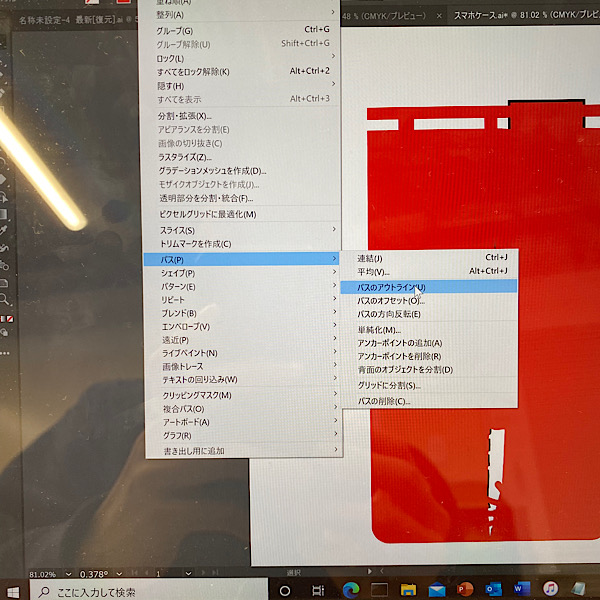 重ね順(A)
整列(A)
グループ(G) Ctrl+G
グループ解除(U) Shift+Ctrl+G
ロック(L)
すべてをロック解除(K) Alt+Ctrl+2
隠す(H)
すべてを表示 Alt+Ctrl+3
分割・拡張(X)...
アピアランスを分割(E)
画像の切り抜き(C)
ラスタライズ(Z)...
グラデーションメッシュを作成(D)...
モザイクオブジェクトを作成(J)...
透明部分を分割・統合(F)...
ピクセルグリッドに最適化(M)
スライス(S)
トリムマークを作成(C)
パス(P)
シェイプ(P)
パターン(E)
リピート
ブレンド(B)
エンベロープ(V)
遠近(P)
ライブペイント(N)
画像トレース
テキストの回り込み(W)
クリッピングマスク(M)
複合パス(O)
アートボード(A)
グラフ(R)
書き出し用に追加
連結(J) Ctrl+J
平均(V)... Alt+Ctrl+J
パスのアウトライン(U)
パスのオフセット(O)...
パスの方向反転(E)
単純化(M)...
アンカーポイントの追加(A)
アンカーポイントを削除(R)
背面のオブジェクトを分割(D)
グリッドに分割(S)...
パスの削除(C)...
名称未設定-4 最新[復元].ai @ 5
48 % (CMYK/プレビュー) ×
スマホケース.ai* @ 81.02 % (CMYK/プレビ
81.02% 0.378° 1 選択
ここに入力して検索